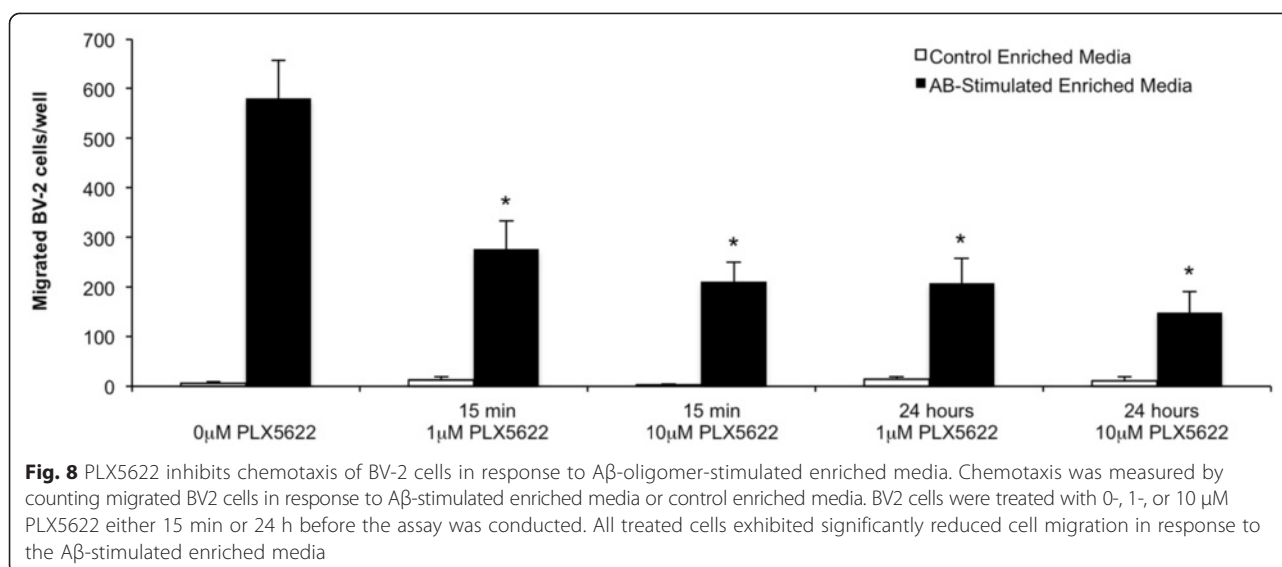 700
600
500
400
300
200
100
0
Migrated BV-2 cells/well
Control Enriched Media
AB-Stimulated Enriched Media
*
*
*
*
0μM PLX5622
15 min
1μM PLX5622
15 min
10μM PLX5622
24 hours
1μM PLX5622
24 hours
10μM PLX5622
Fig. 8 PLX5622 inhibits chemotaxis of BV-2 cells in response to Aβ-oligomer-stimulated enriched media. Chemotaxis was measured by
counting migrated BV2 cells in response to Aβ-stimulated enriched media or control enriched media. BV2 cells were treated with 0-, 1-, or 10 μM
PLX5622 either 15 min or 24 h before the assay was conducted. All treated cells exhibited significantly reduced cell migration in response to
the Aβ-stimulated enriched media